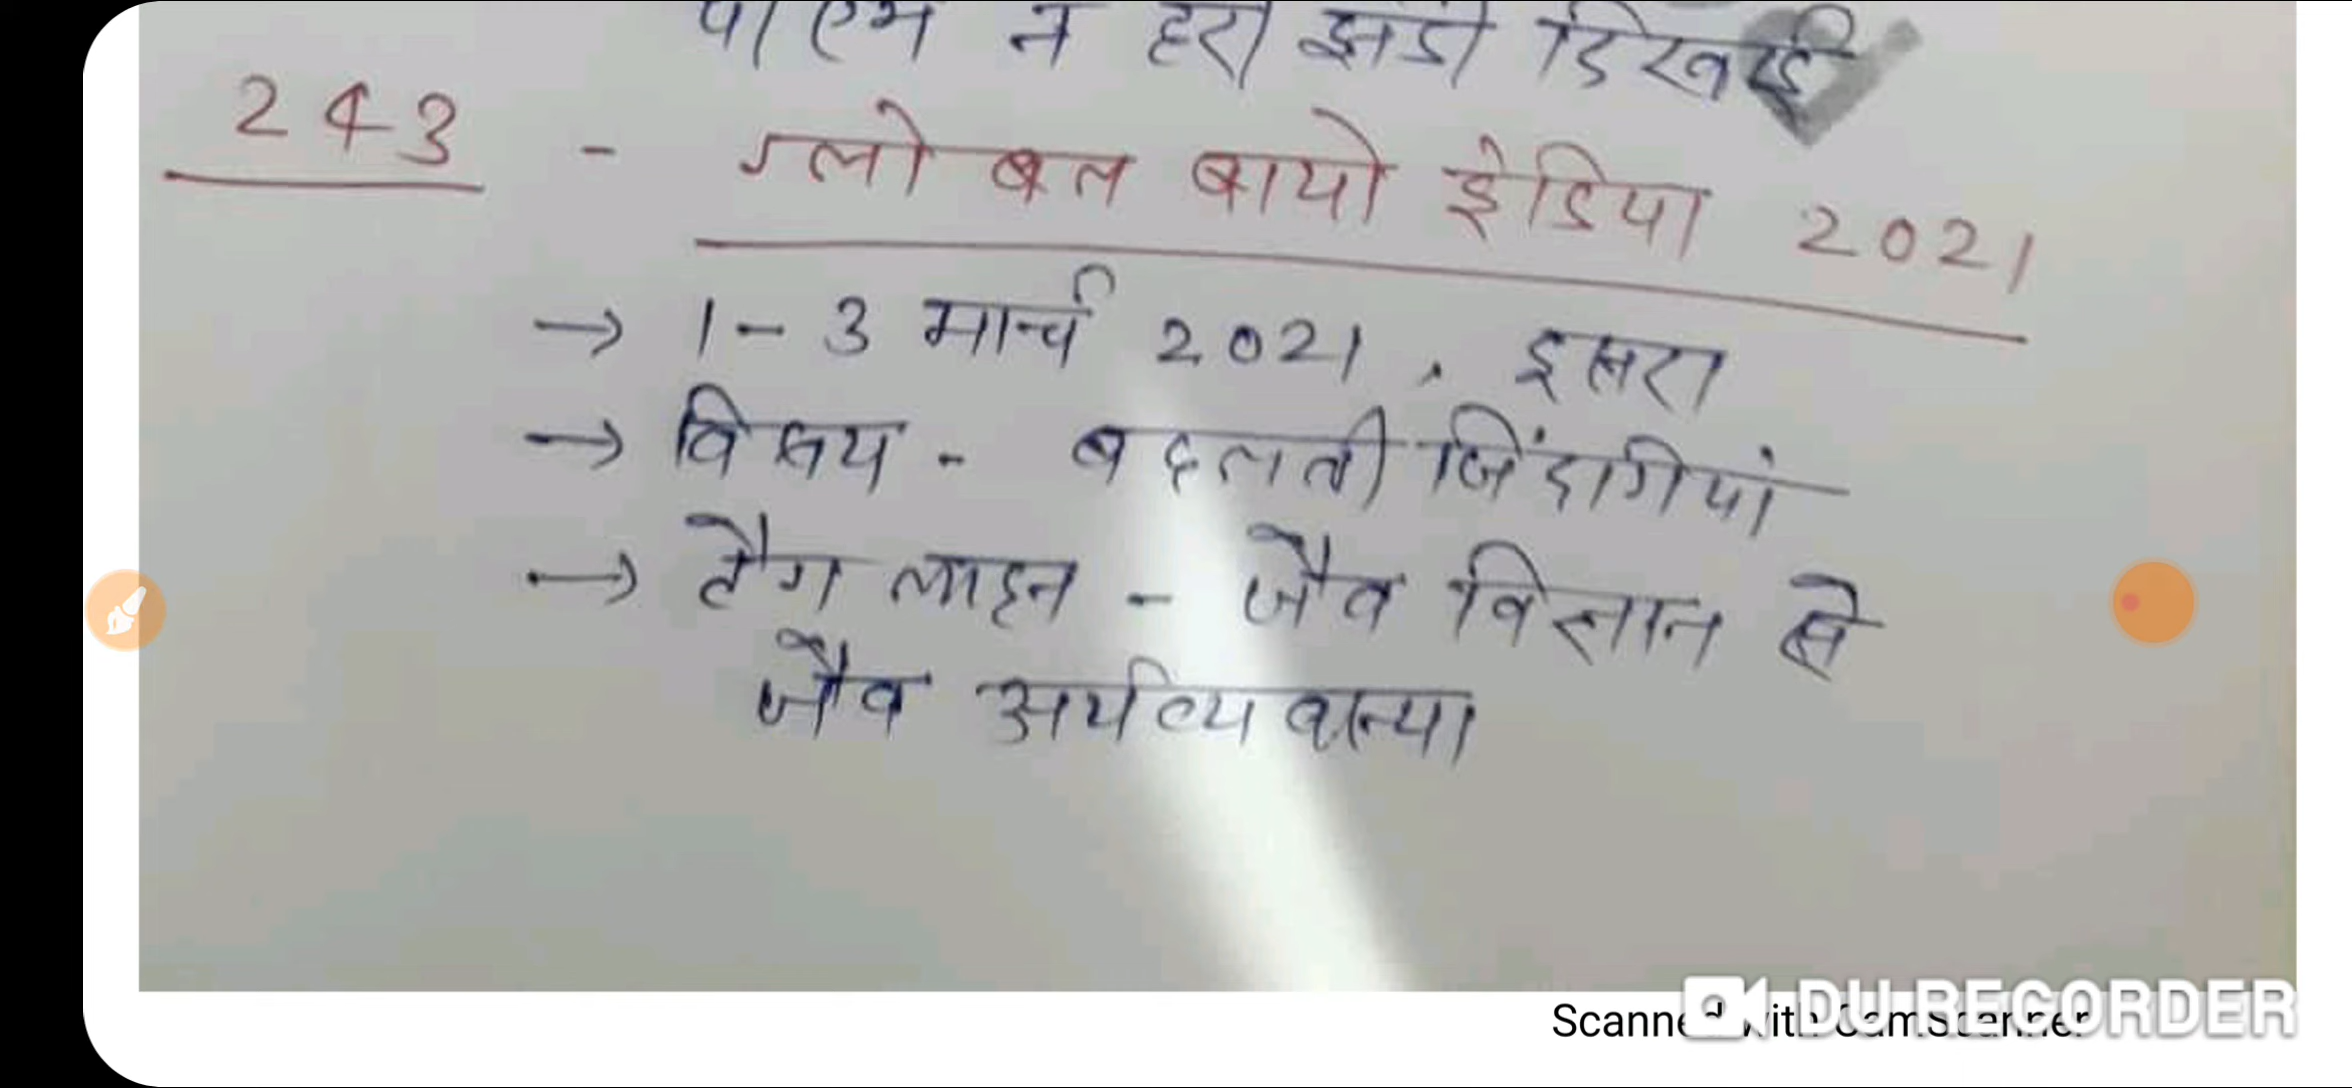 पीएम ने हरी झंडी दिखाई
243 - ग्लोबल बायो इंडिया 2021
→ 1-3 मार्च 2021, दूसरा
→ विषय - बदलती जिंदगियां
→ टैग लाइन - जैव विज्ञान से
जैव अर्थव्यवस्था
Scanned with CamScanner
DU RECORDER